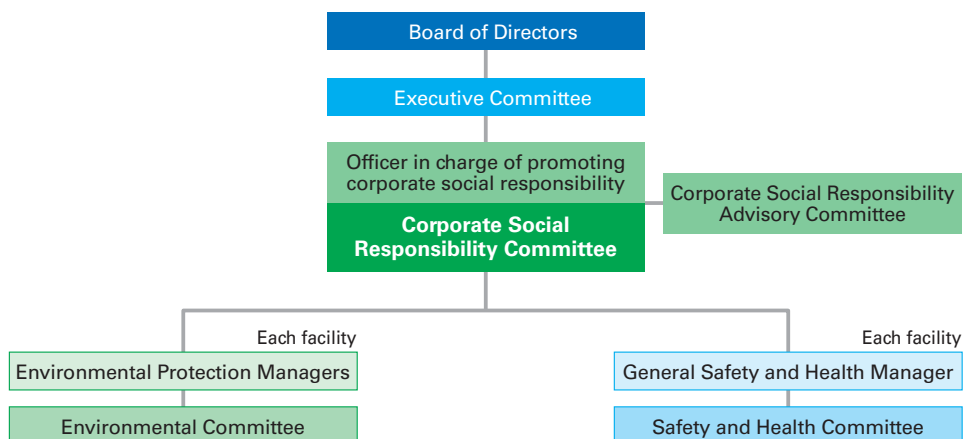 Board of Directors
Executive Committee
Officer in charge of promoting
corporate social responsibility
Corporate Social Responsibility
Advisory Committee
Corporate Social
Responsibility Committee
Each facility
Environmental Protection Managers
Environmental Committee
Each facility
General Safety and Health Manager
Safety and Health Committee